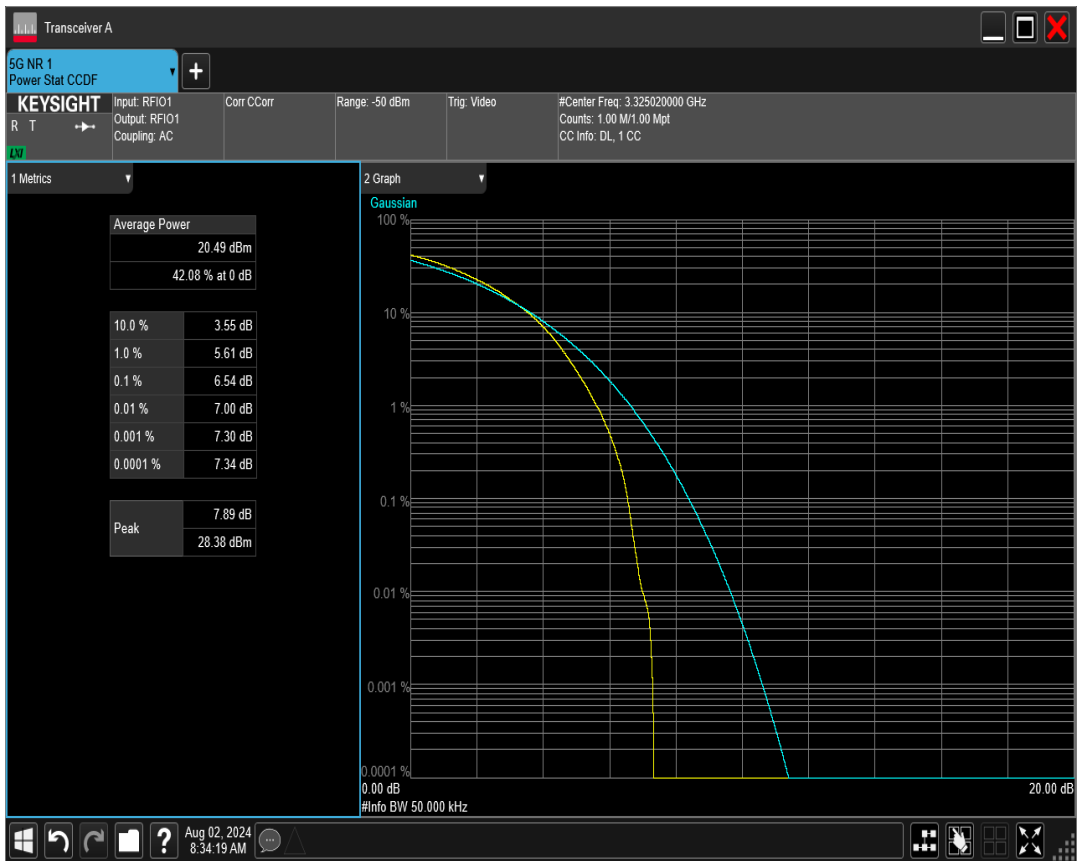 Transceiver A
5G NR 1
Power Stat CCDF
+
KEYSIGHT
R T
LXI
Input: RFIO1
Output: RFIO1
Coupling: AC
Corr CCorr
Range: -50 dBm
Trig: Video
#Center Freq: 3.325020000 GHz
Counts: 1.00 M/1.00 Mpt
CC Info: DL, 1 CC
1 Metrics
Average Power
20.49 dBm
42.08 % at 0 dB
10.0 % 3.55 dB
1.0 % 5.61 dB
0.1 % 6.54 dB
0.01 % 7.00 dB
0.001 % 7.30 dB
0.0001 % 7.34 dB
Peak
7.89 dB
28.38 dBm
2 Graph
Gaussian
100 %
10 %
1 %
0.1 %
0.01 %
0.001 %
0.0001 %
0.00 dB
20.00 dB
#Info BW 50.000 kHz
?
Aug 02, 2024
8:34:19 AM